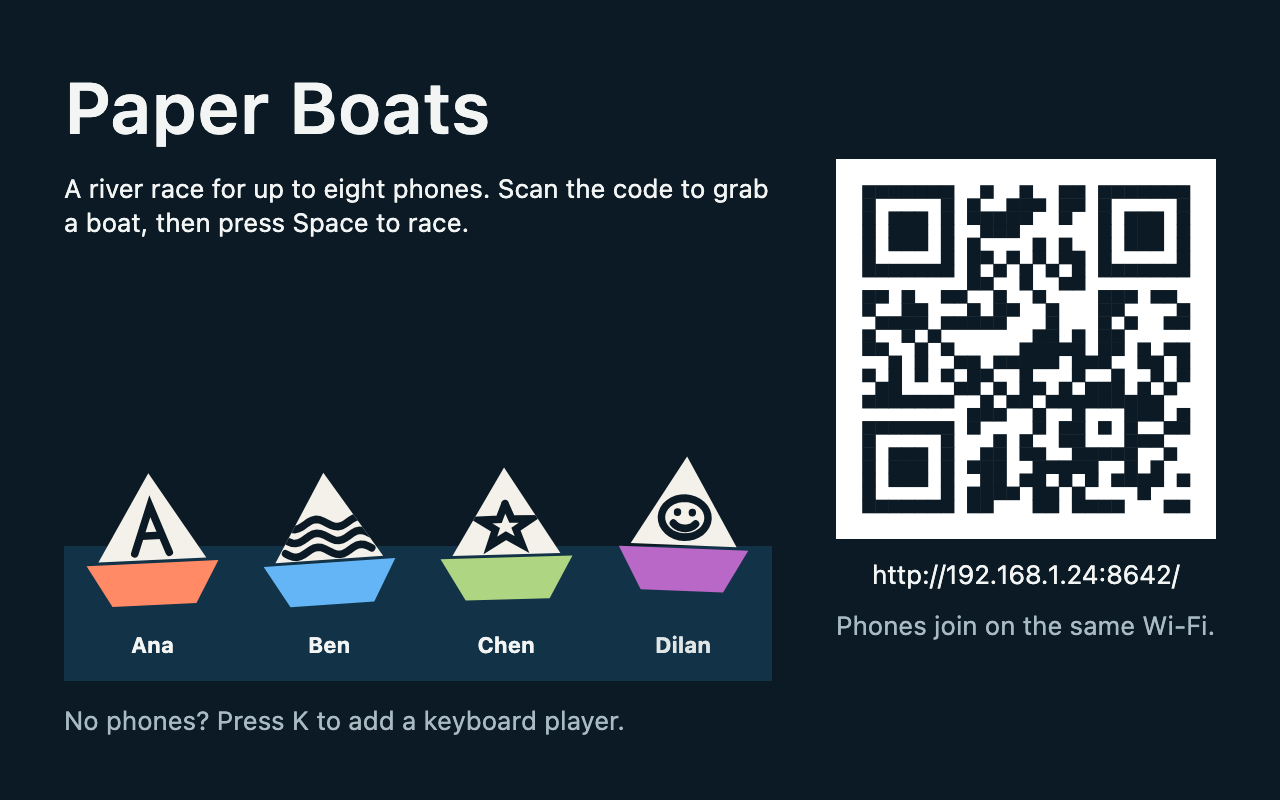 Paper Boats
A river race for up to eight phones. Scan the code to grab
a boat, then press Space to race.
A
Ana
Ben
Chen
Dilan
No phones? Press K to add a keyboard player.
http://192.168.1.24:8642/
Phones join on the same Wi-Fi.